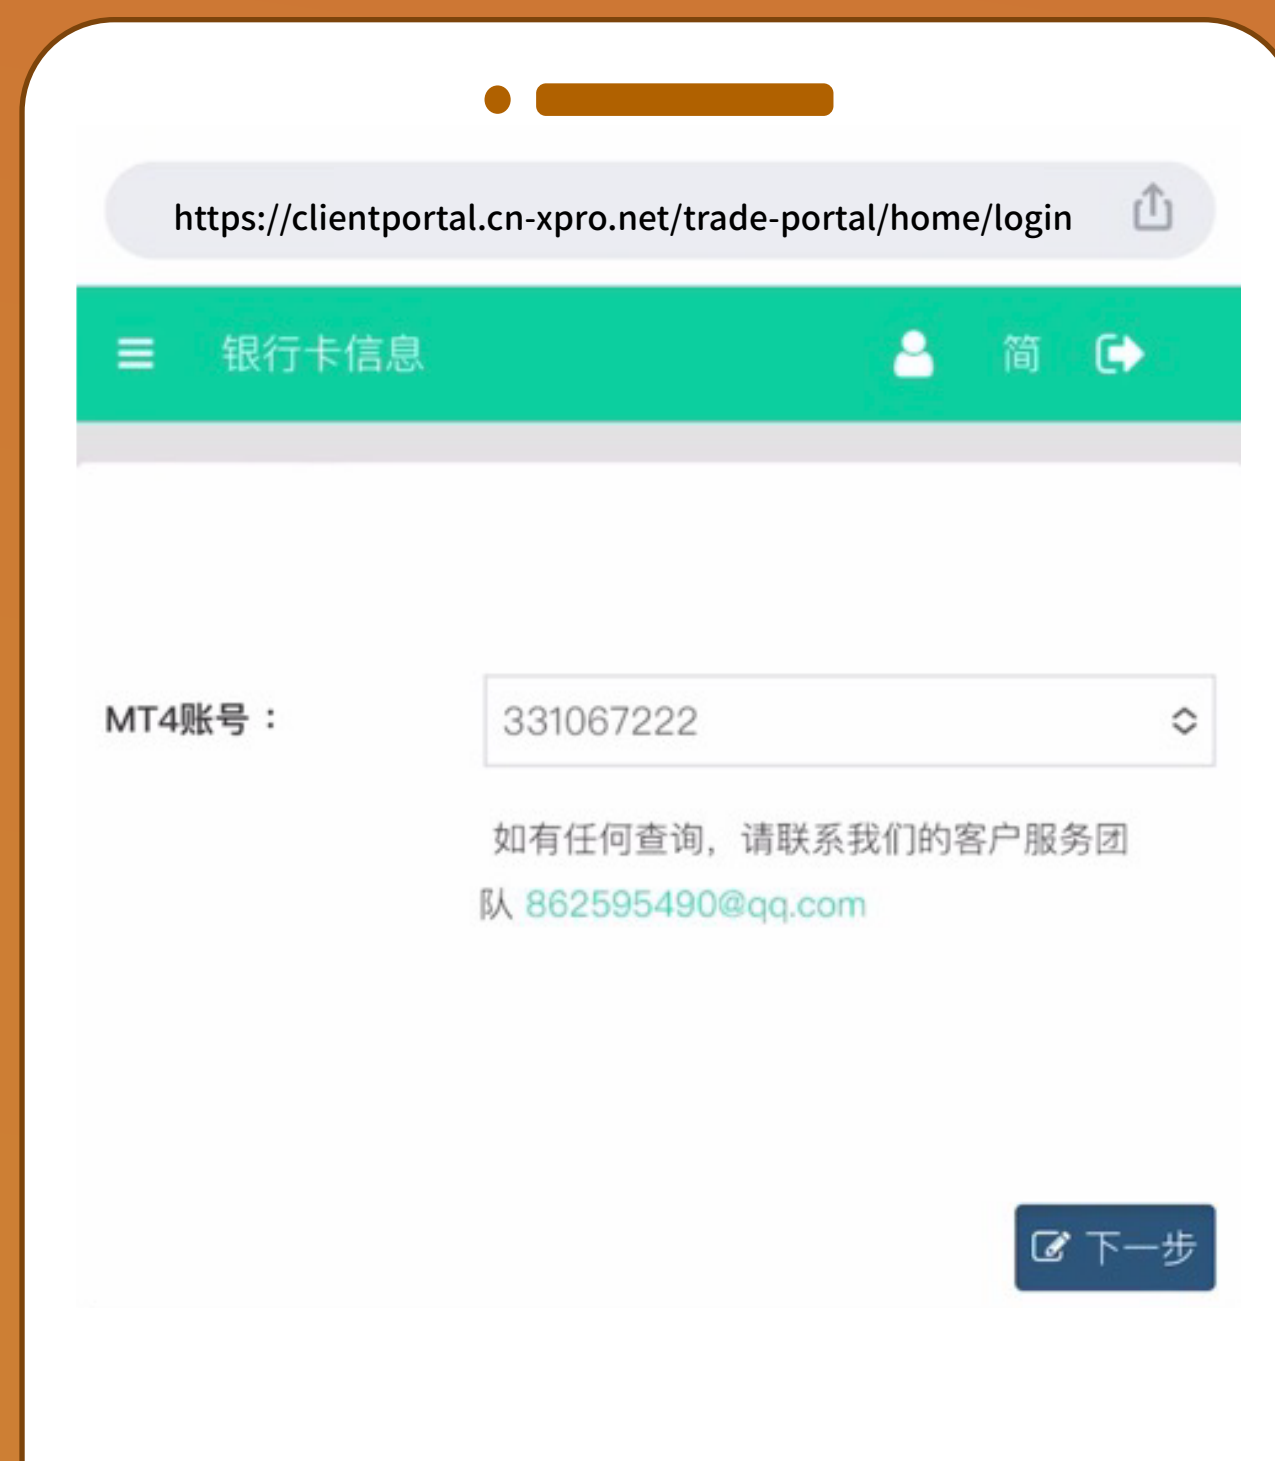 https://clientportal.cn-xpro.net/trade-portal/home/login
银行卡信息 简
MT4账号：
331067222
如有任何查询，请联系我们的客户服务团
队 862595490@qq.com
下一步